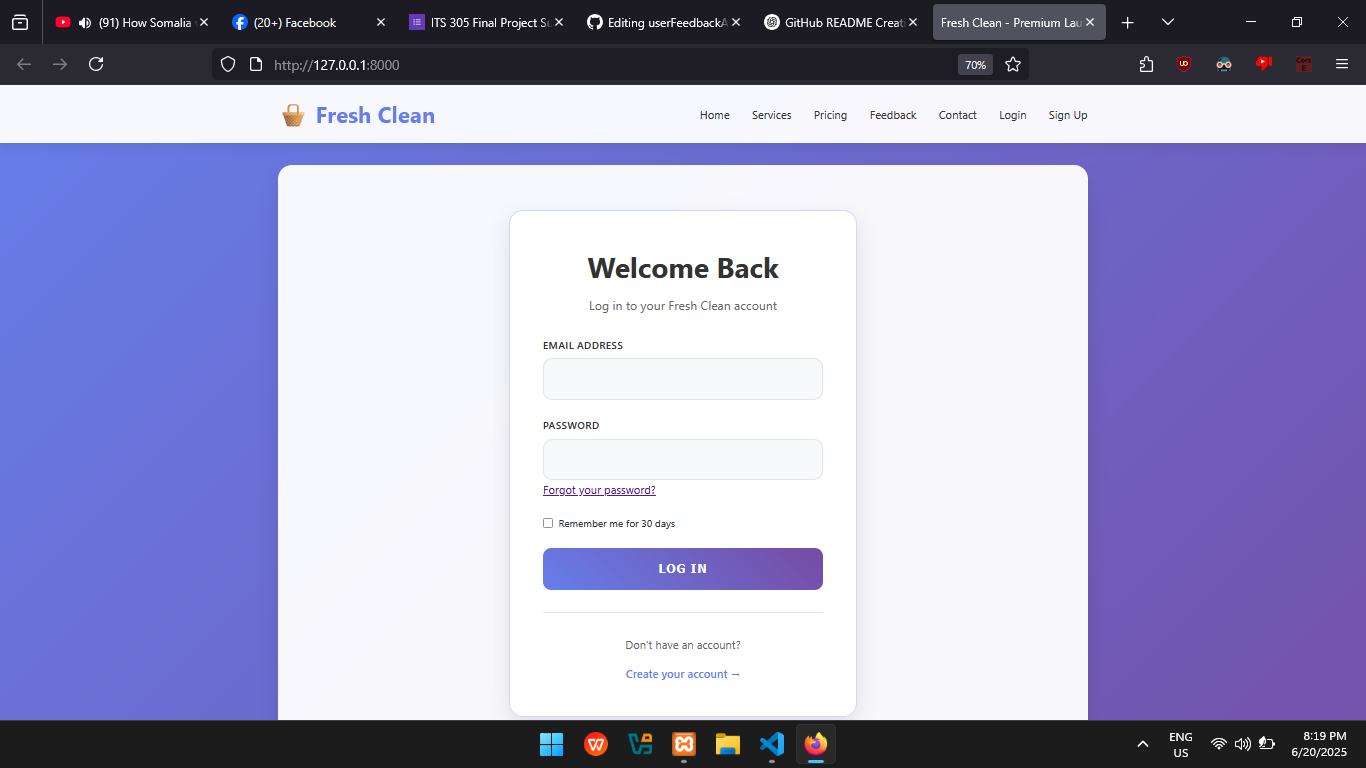 (91) How Somalia
(20+) Facebook
ITS 305 Final Project Su
Editing userFeedbackA
GitHub README Creati
Fresh Clean - Premium Lau
http://127.0.0.1:8000
70%
Fresh Clean
Home
Services
Pricing
Feedback
Contact
Login
Sign Up
Welcome Back
Log in to your Fresh Clean account
EMAIL ADDRESS
PASSWORD
Forgot your password?
Remember me for 30 days
LOG IN
Don't have an account?
Create your account →
ENG
US
8:19 PM
6/20/2025